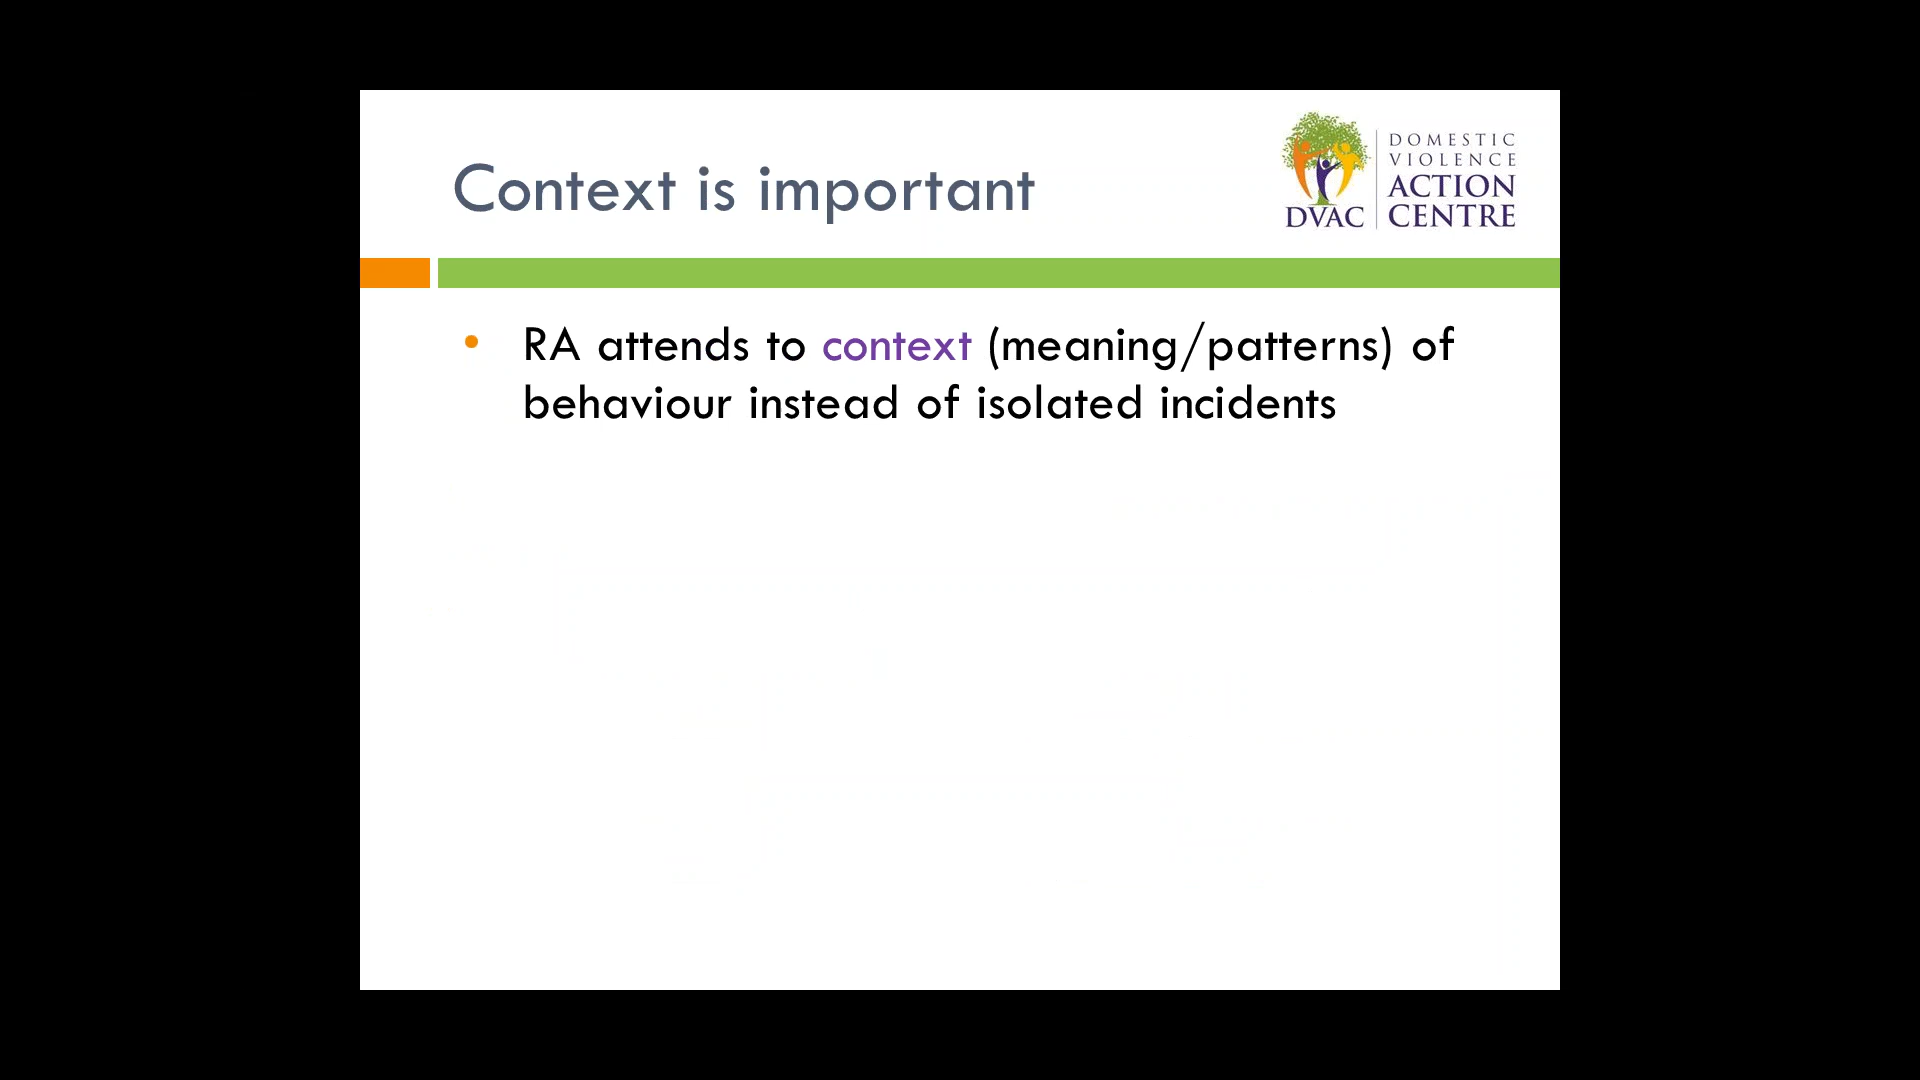 Context is important
DOMESTIC
VIOLENCE
ACTION
CENTRE
DVAC
• RA attends to context (meaning/patterns) of
behaviour instead of isolated incidents